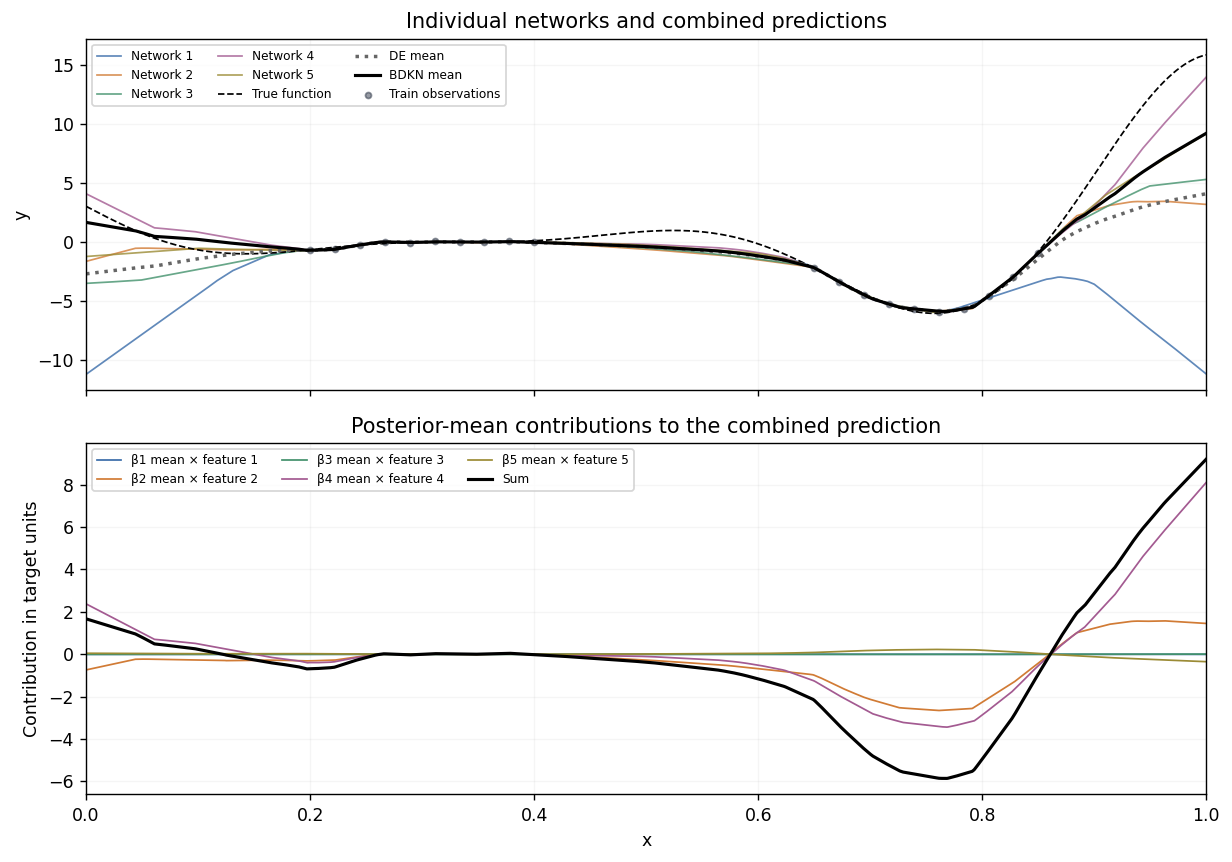 Individual networks and combined predictions
Network 1 Network 4 DE mean
Network 2 Network 5 BDKN mean
Network 3 True function Train observations
15
10
5
0
−5
−10
y
Posterior-mean contributions to the combined prediction
β1 mean × feature 1 β3 mean × feature 3 β5 mean × feature 5
β2 mean × feature 2 β4 mean × feature 4 Sum
8
6
4
2
0
−2
−4
−6
Contribution in target units
0.0 0.2 0.4 0.6 0.8 1.0
x